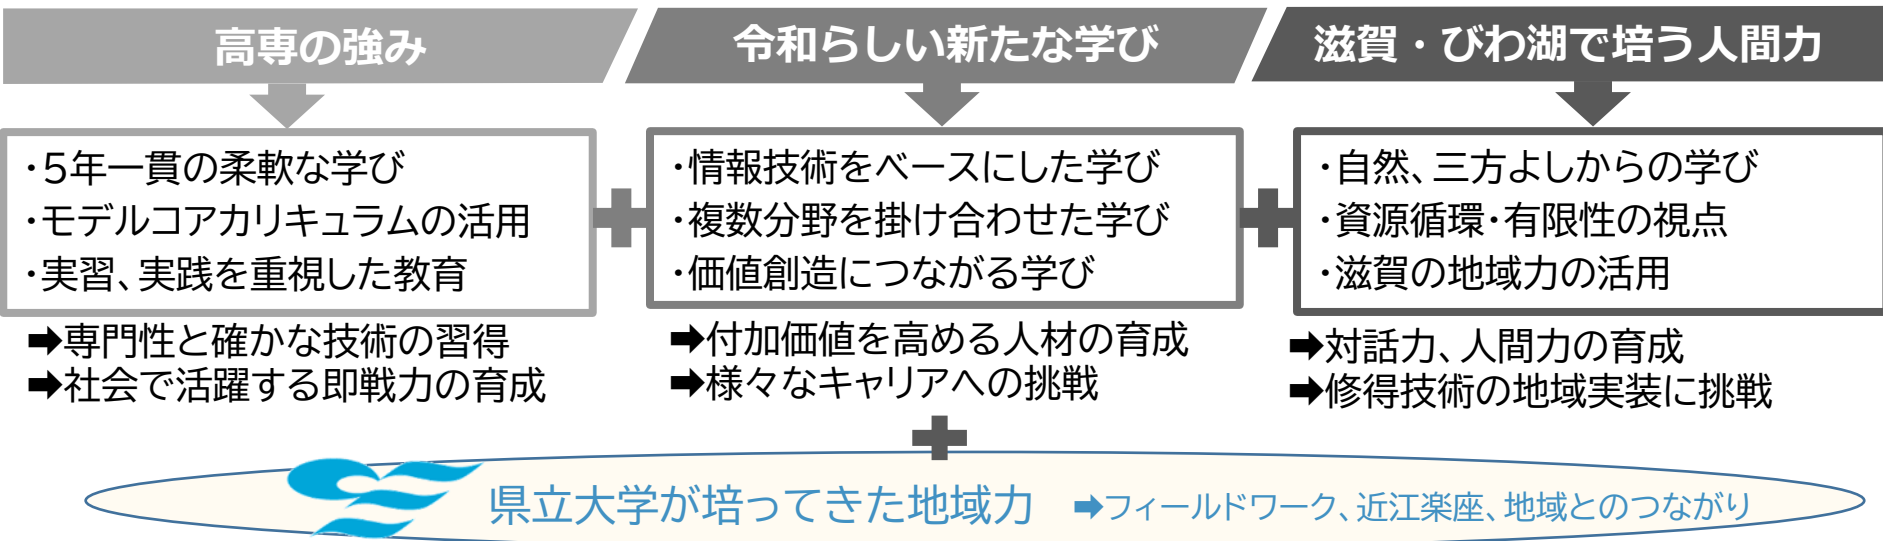 高専の強み
令和らしい新たな学び
滋賀・びわ湖で培う人間力
・5年一貫の柔軟な学び
・モデルコアカリキュラムの活用
・実習、実践を重視した教育
➡専門性と確かな技術の習得
➡社会で活躍する即戦力の育成
・情報技術をベースにした学び
・複数分野を掛け合わせた学び
・価値創造につながる学び
➡付加価値を高める人材の育成
➡様々なキャリアへの挑戦
・自然、三方よしからの学び
・資源循環・有限性の視点
・滋賀の地域力の活用
➡対話力、人間力の育成
➡修得技術の地域実装に挑戦
県立大学が培ってきた地域力 ➡フィールドワーク、近江楽座、地域とのつながり